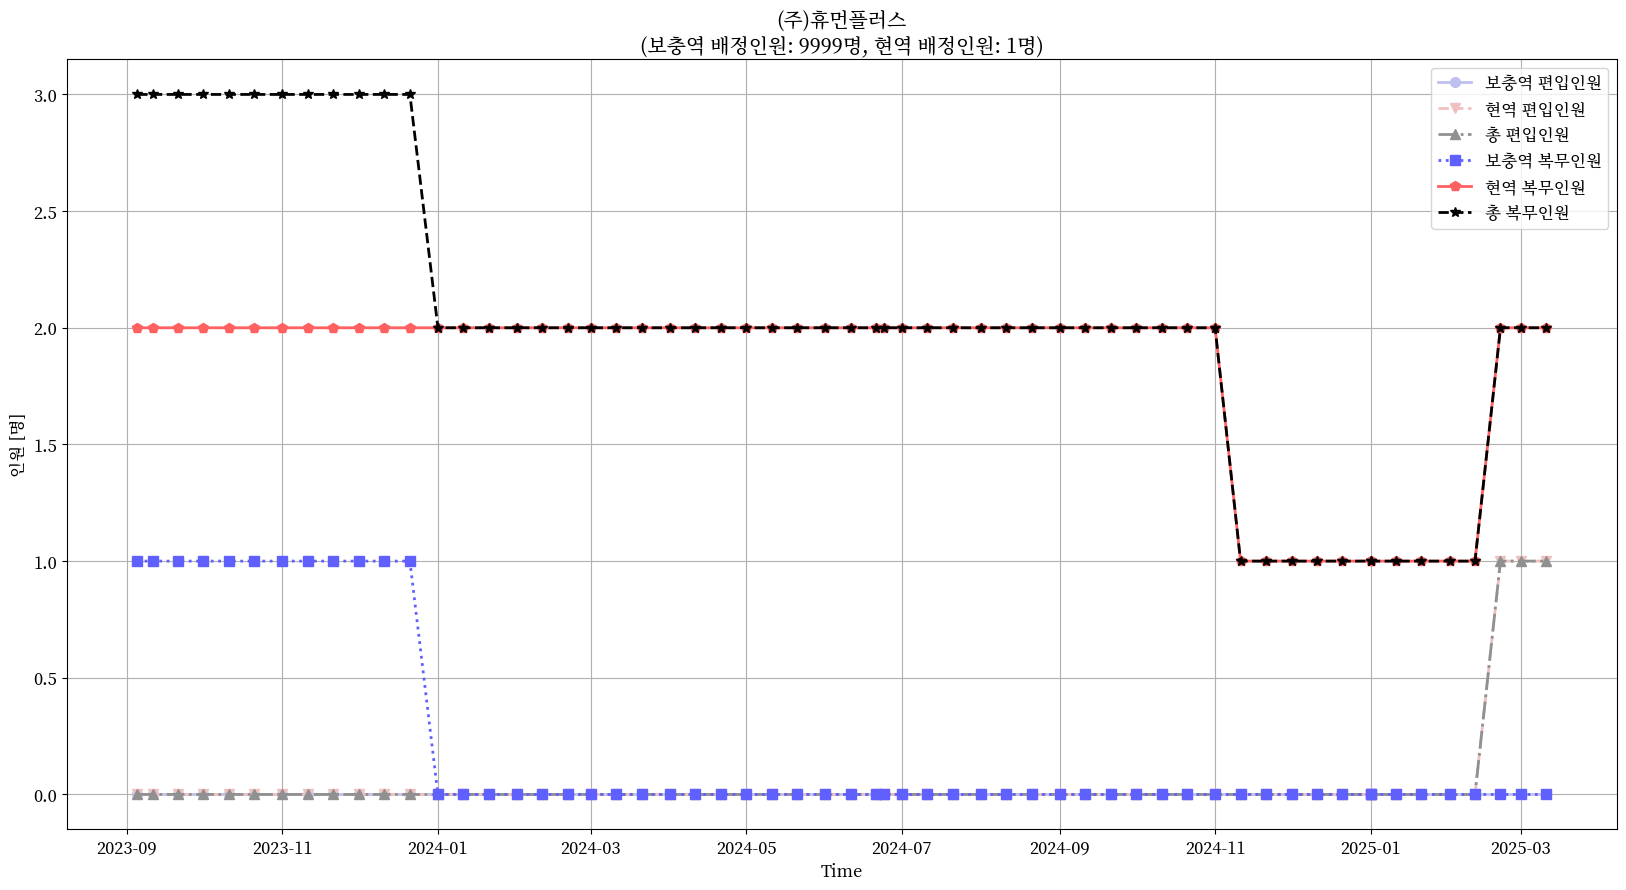 (주)휴먼플러스
(보충역 배정인원: 9999명, 현역 배정인원: 1명)
보충역 편입인원
현역 편입인원
총 편입인원
보충역 복무인원
현역 복무인원
총 복무인원
인원 [명]
3.0
2.5
2.0
1.5
1.0
0.5
0.0
2023-09
2023-11
2024-01
2024-03
2024-05
2024-07
2024-09
2024-11
2025-01
2025-03
Time